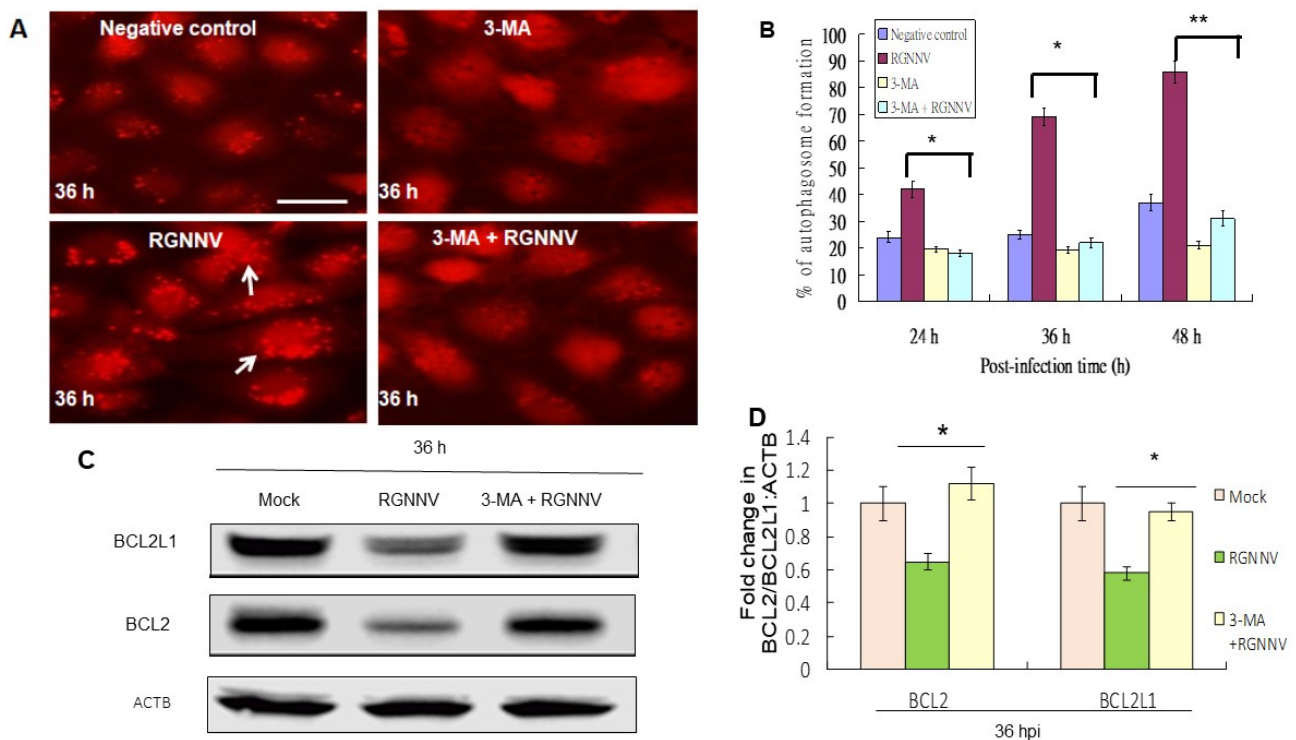 A
Negative control
36 h
3-MA
36 h
RGNNV
36 h
3-MA + RGNNV
36 h
B
% of autophagosome formation
100
90
80
70
60
50
40
30
20
10
0
Negative control
RGNNV
3-MA
3-MA + RGNNV
*
*
**
24 h
36 h
48 h
Post-infection time (h)
C
36 h
Mock
RGNNV
3-MA + RGNNV
BCL2L1
BCL2
ACTB
D
Fold change in
BCL2/BCL2L1:ACTB
1.4
1.2
1
0.8
0.6
0.4
0.2
0
*
*
Mock
RGNNV
3-MA
+RGNNV
BCL2
BCL2L1
36 hpi